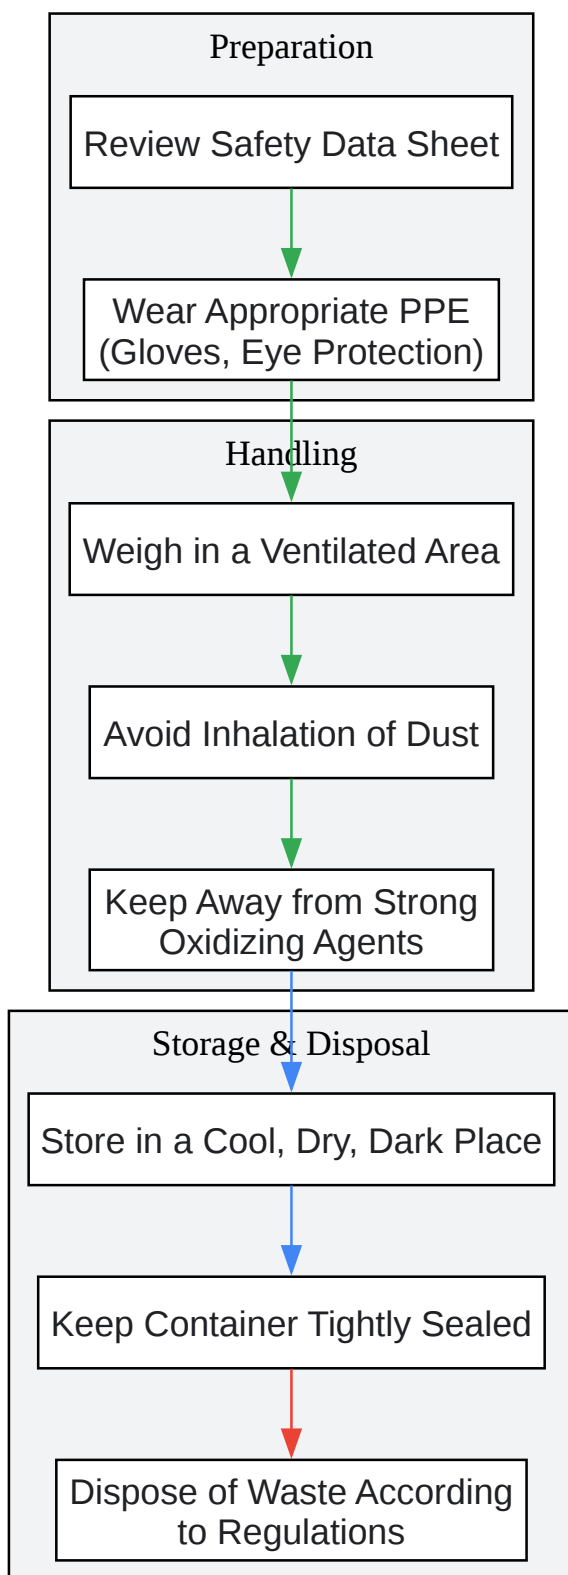 Preparation
Review Safety Data Sheet
Wear Appropriate PPE
(Gloves, Eye Protection)
Handling
Weigh in a Ventilated Area
Avoid Inhalation of Dust
Keep Away from Strong
Oxidizing Agents
Storage & Disposal
Store in a Cool, Dry, Dark Place
Keep Container Tightly Sealed
Dispose of Waste According
to Regulations